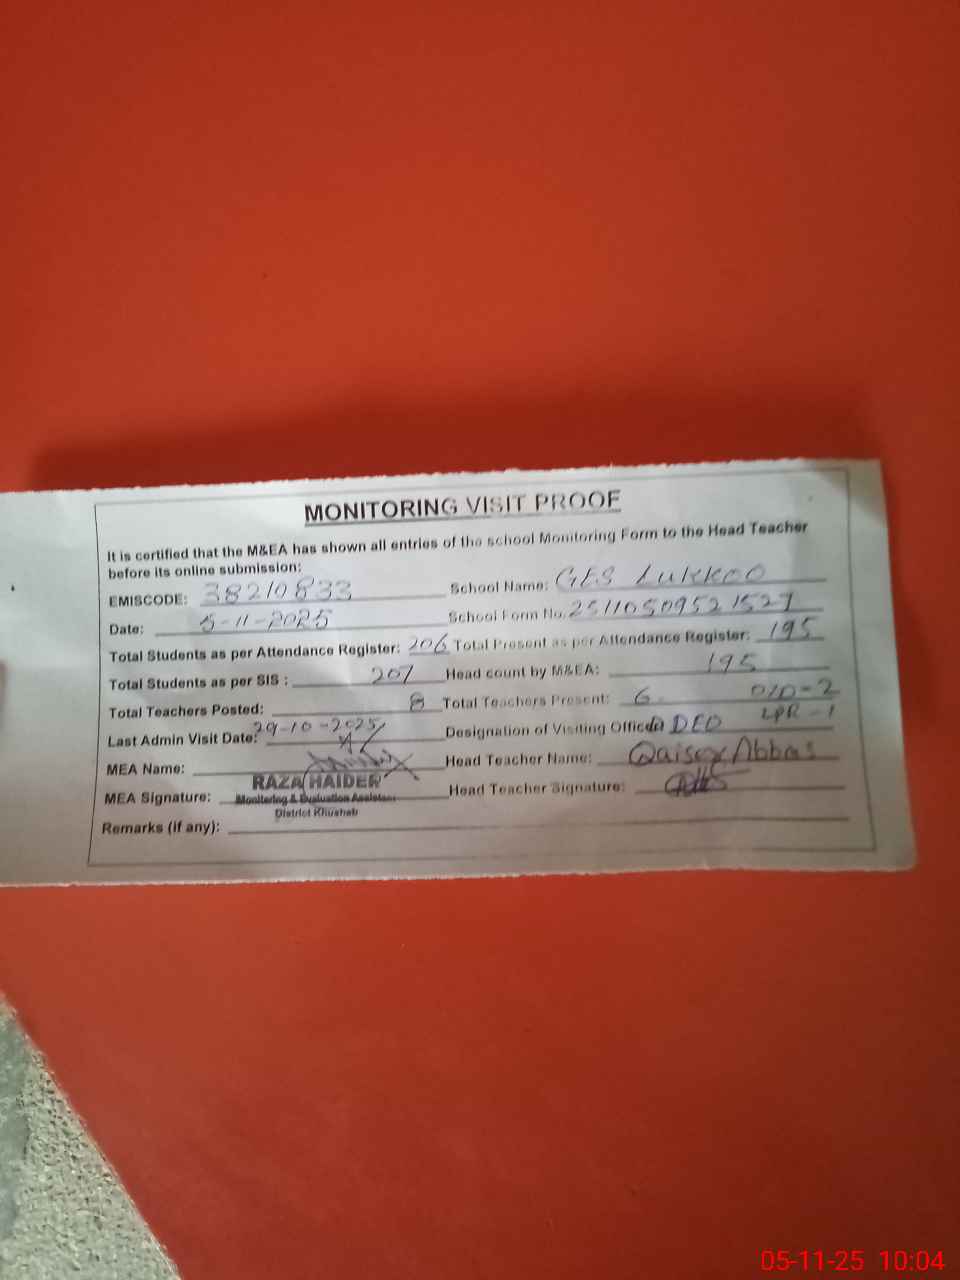 MONITORING VISIT PROOF
It is certified that the M&EA has shown all entries of the school Monitoring Form to the Head Teacher
before its online submission:
EMISCODE: 38210833 School Name: GES Lukkoo
Date: 5-11-2025 School Form No. 2511050952 1527
Total Students as per Attendance Register: 206 Total Present as per Attendance Register: 195
Total Students as per SIS : 207 Head count by M&EA: 195
Total Teachers Posted: 8 Total Teachers Present: 6 O/D-2
LPR-1
Last Admin Visit Date: 29-10-2025 Designation of Visiting Officer DEO
MEA Name: Head Teacher Name: Qaiser Abbas
RAZA HAIDER
MEA Signature: Monitoring & Evaluation Assistant Head Teacher Signature:
District Khushab
Remarks (if any):
05-11-25 10:04